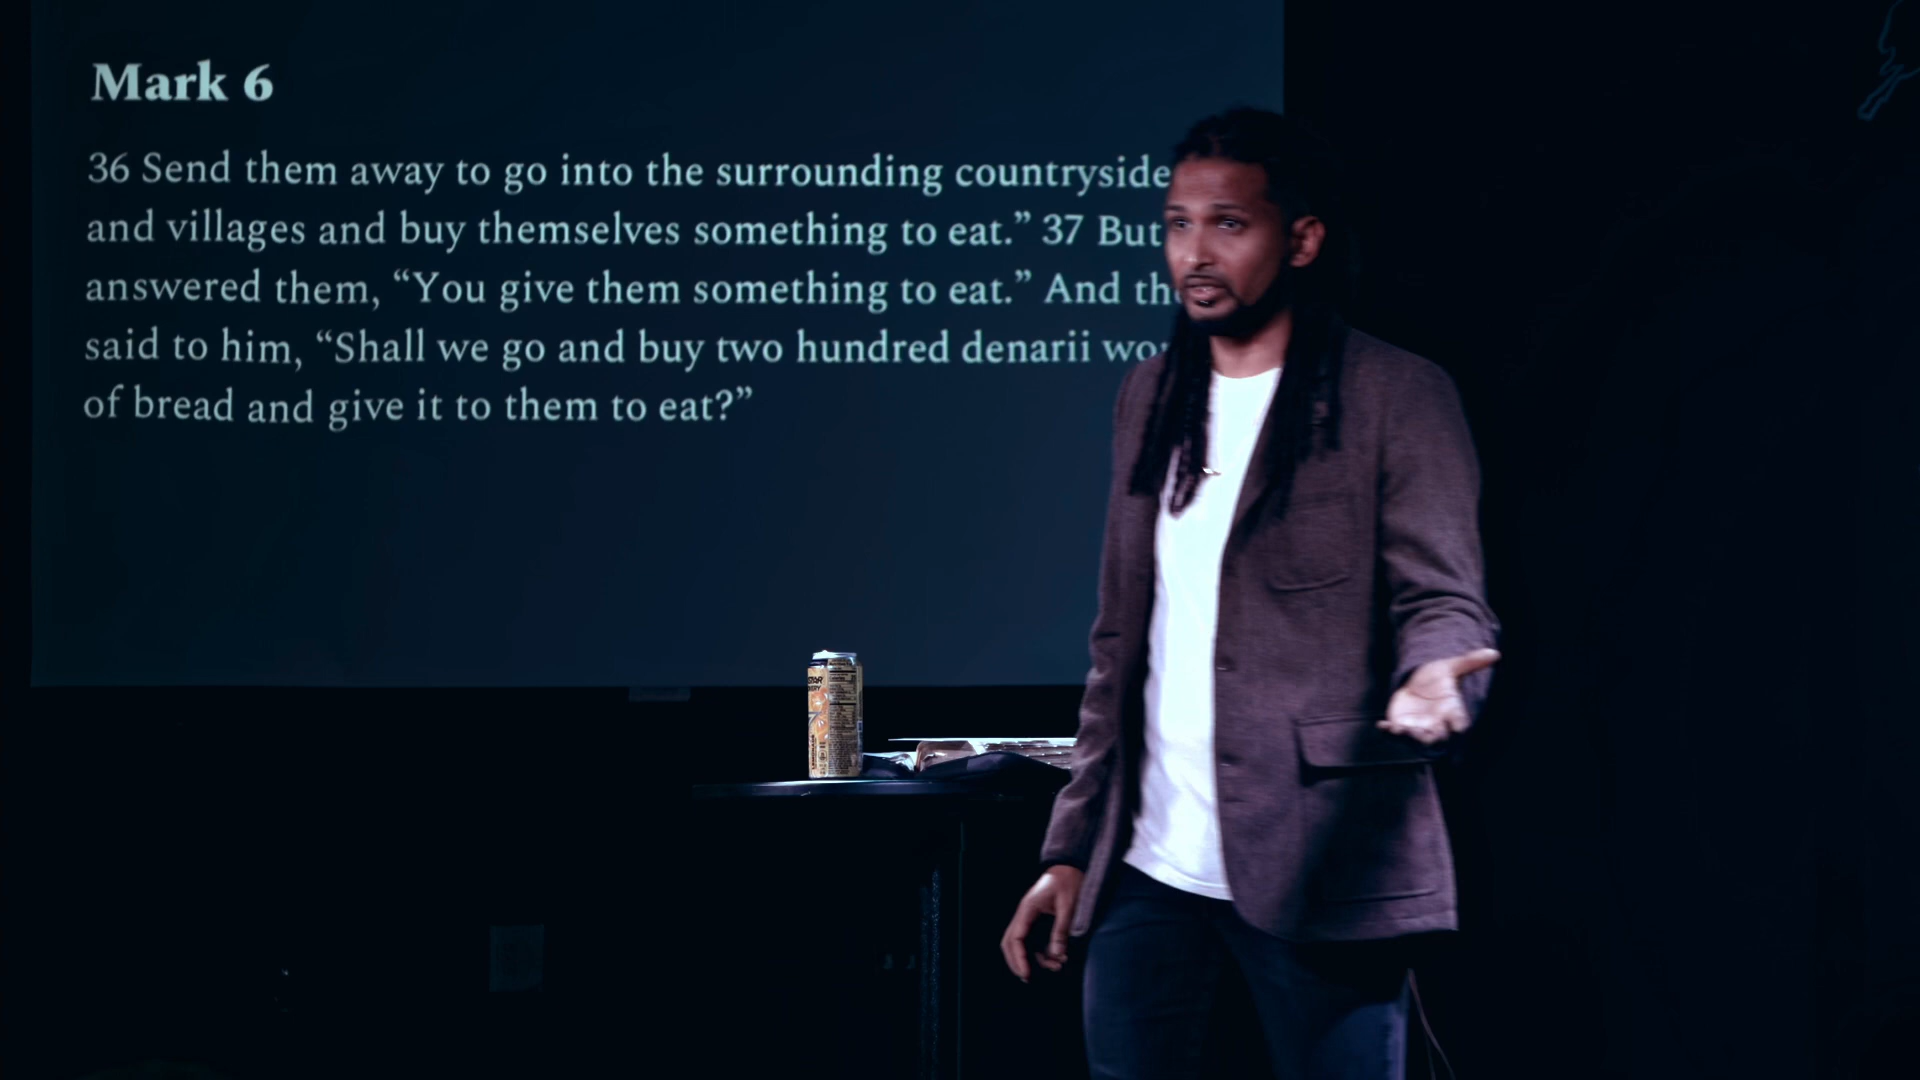 Mark 6
36 Send them away to go into the surrounding countryside
and villages and buy themselves something to eat.” 37 But
answered them, “You give them something to eat.” And
said to him, “Shall we go and buy two hundred denarii
of bread and give it to them to eat?”